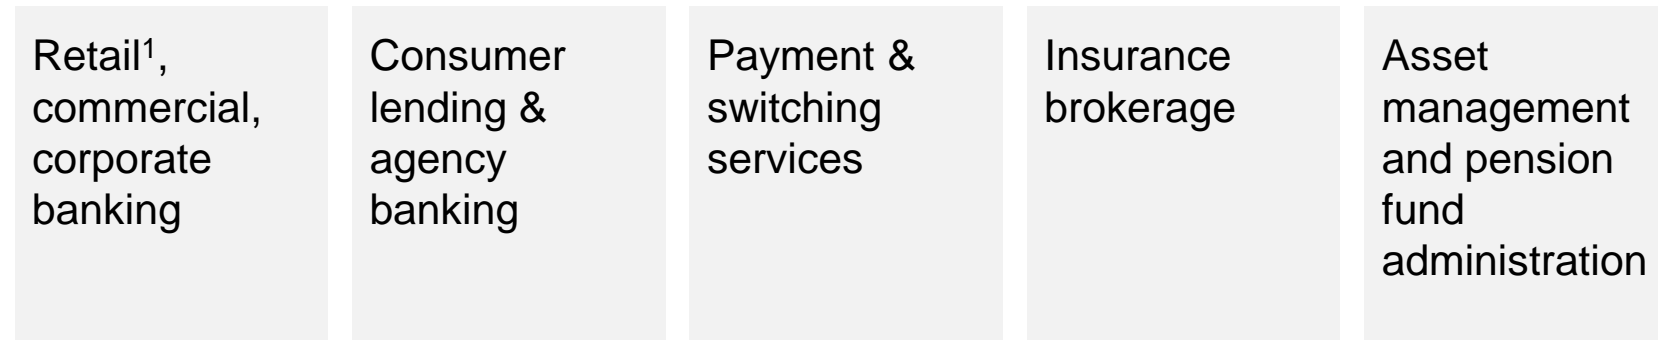 Retail¹,
commercial,
corporate
banking
Consumer
lending &
agency
banking
Payment &
switching
services
Insurance
brokerage
Asset
management
and pension
fund
administration